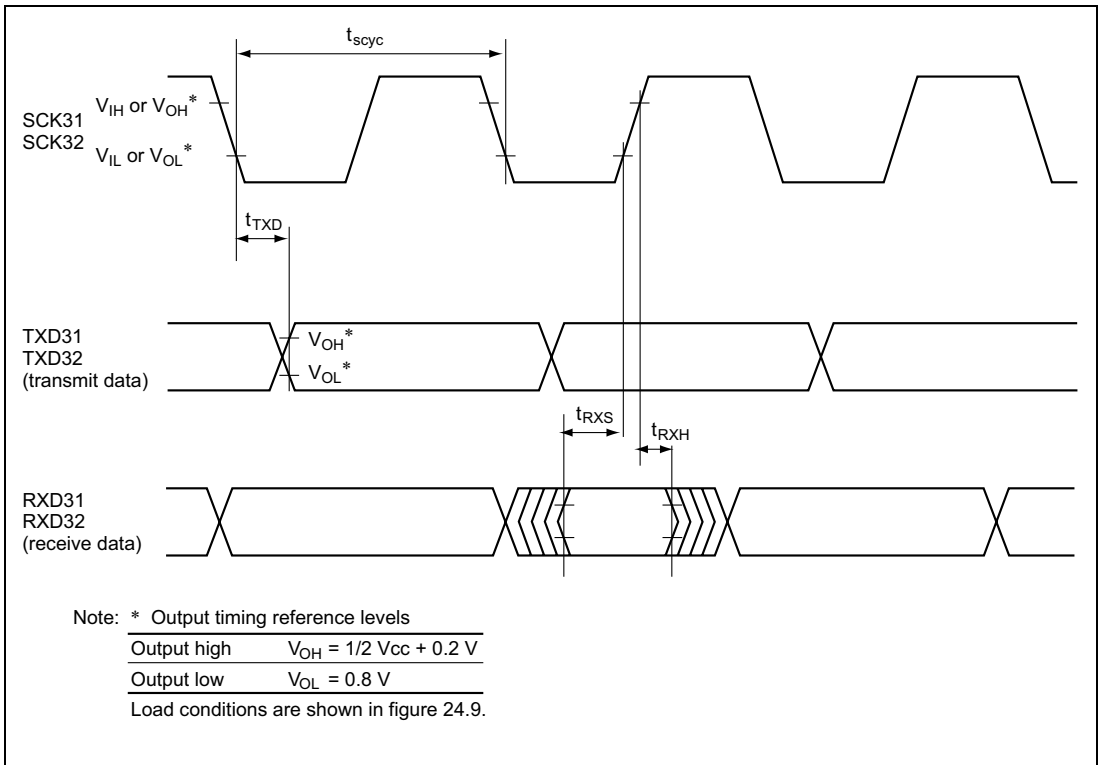 tscyc
SCK31
SCK32
VIH or VOH*
VIL or VOL*
tTXD
TXD31
TXD32
(transmit data)
VOH*
VOL*
tRXS
tRXH
RXD31
RXD32
(receive data)
Note: * Output timing reference levels
Output high VOH = 1/2 Vcc + 0.2 V
Output low VOL = 0.8 V
Load conditions are shown in figure 24.9.